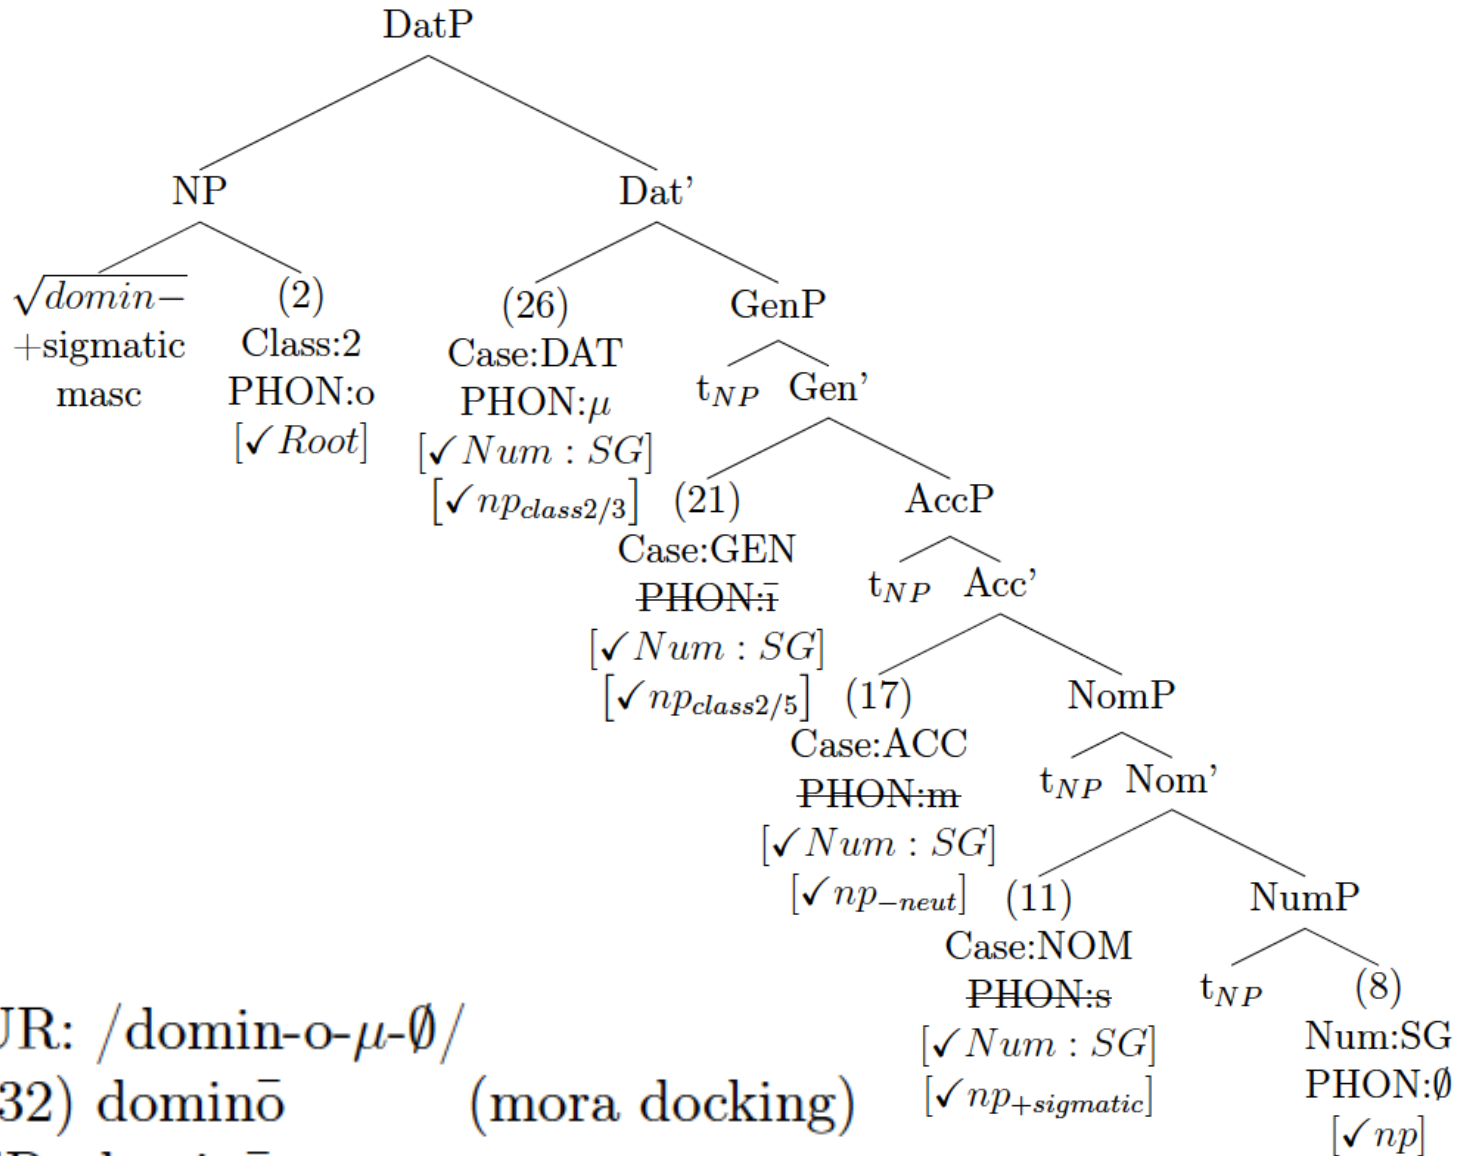 DatP
NP Dat’
√domin− (2) (26) GenP
+sigmatic Class:2 Case:DAT t_NP Gen’
masc PHON:o PHON:μ
[✓Root] [✓Num : SG]
[✓np_class2/3] (21) AccP
Case:GEN t_NP Acc’
PHON:ī
[✓Num : SG]
[✓np_class2/5] (17) NomP
Case:ACC t_NP Nom’
PHON:m
[✓Num : SG]
[✓np_−neut] (11) NumP
Case:NOM t_NP (8)
PHON:s Num:SG
[✓Num : SG] PHON:∅
[✓np_+sigmatic] [✓np]
UR: /domin-o-μ-∅/
32) dominō (mora docking)